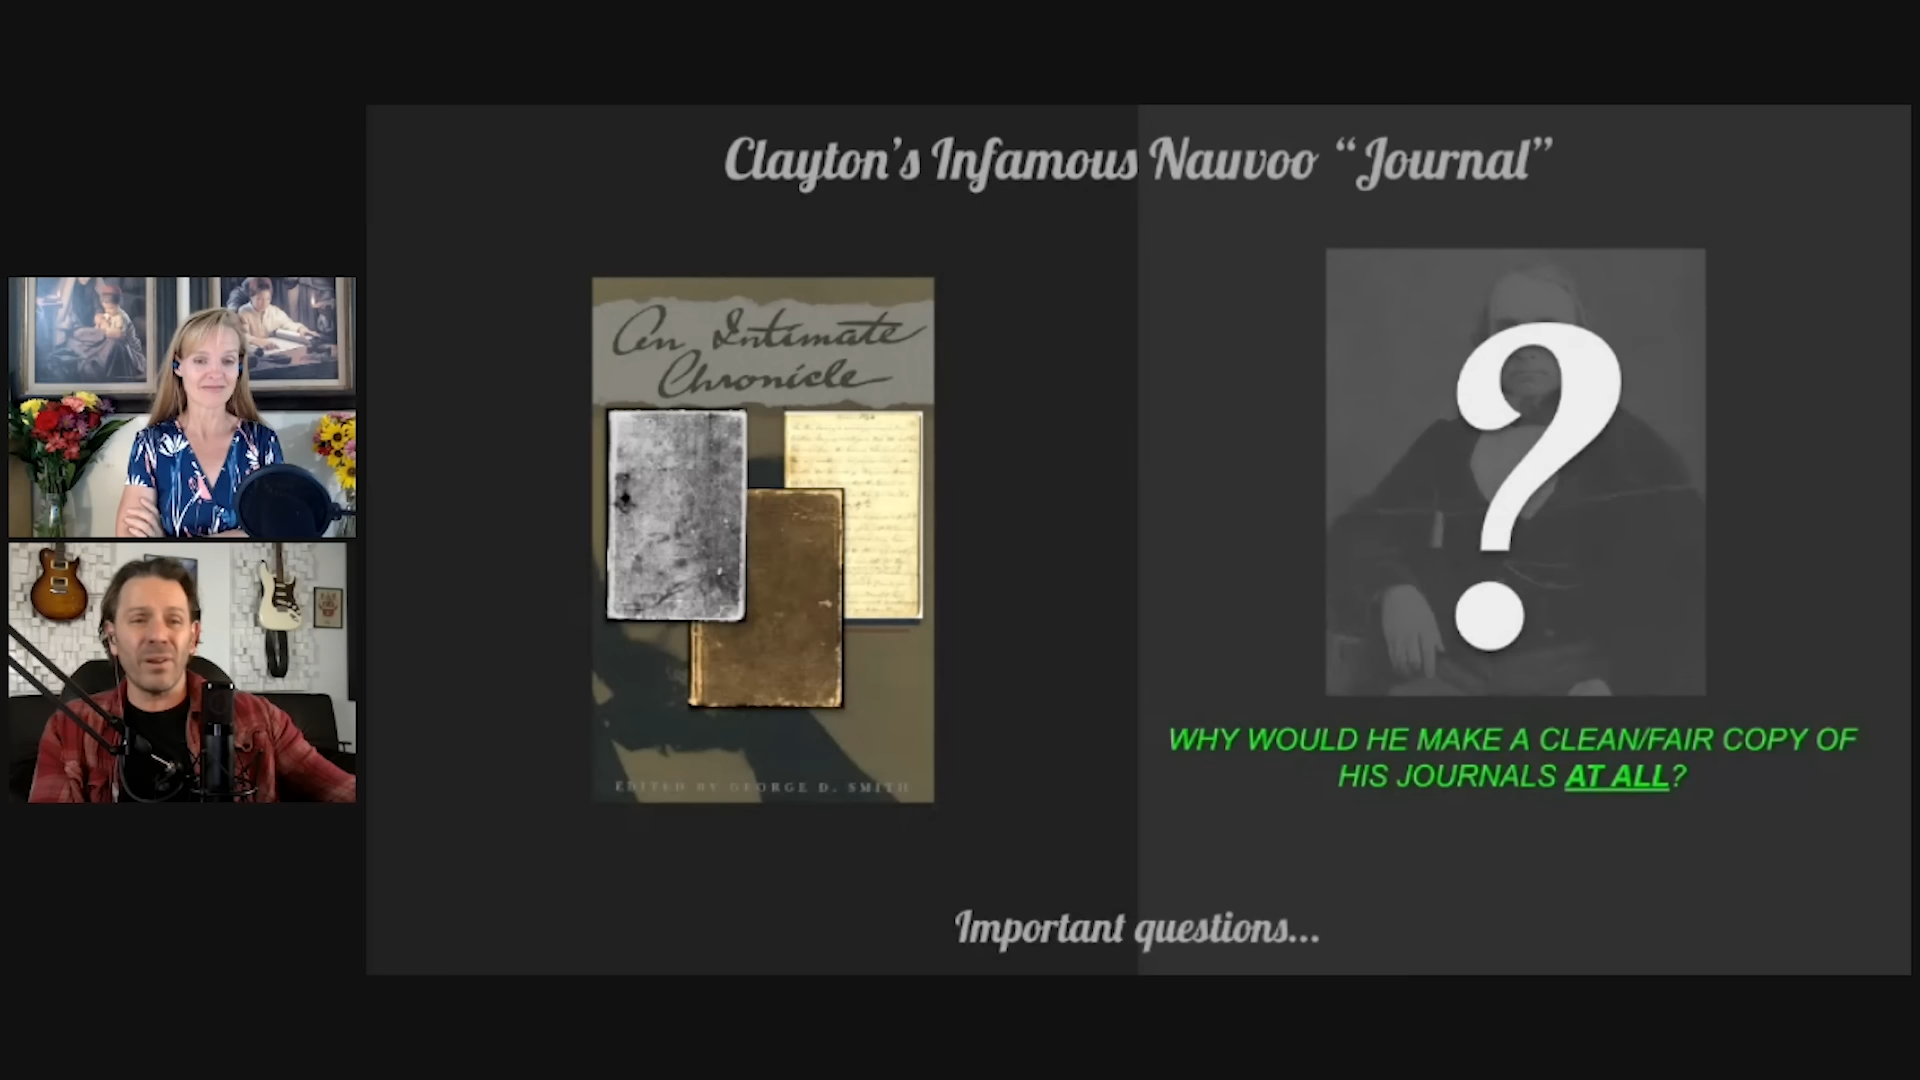 Clayton's Infamous Nauvoo “Journal”
An Intimate
Chronicle
EDITED BY GEORGE D. SMITH
WHY WOULD HE MAKE A CLEAN/FAIR COPY OF
HIS JOURNALS AT ALL?
Important questions...